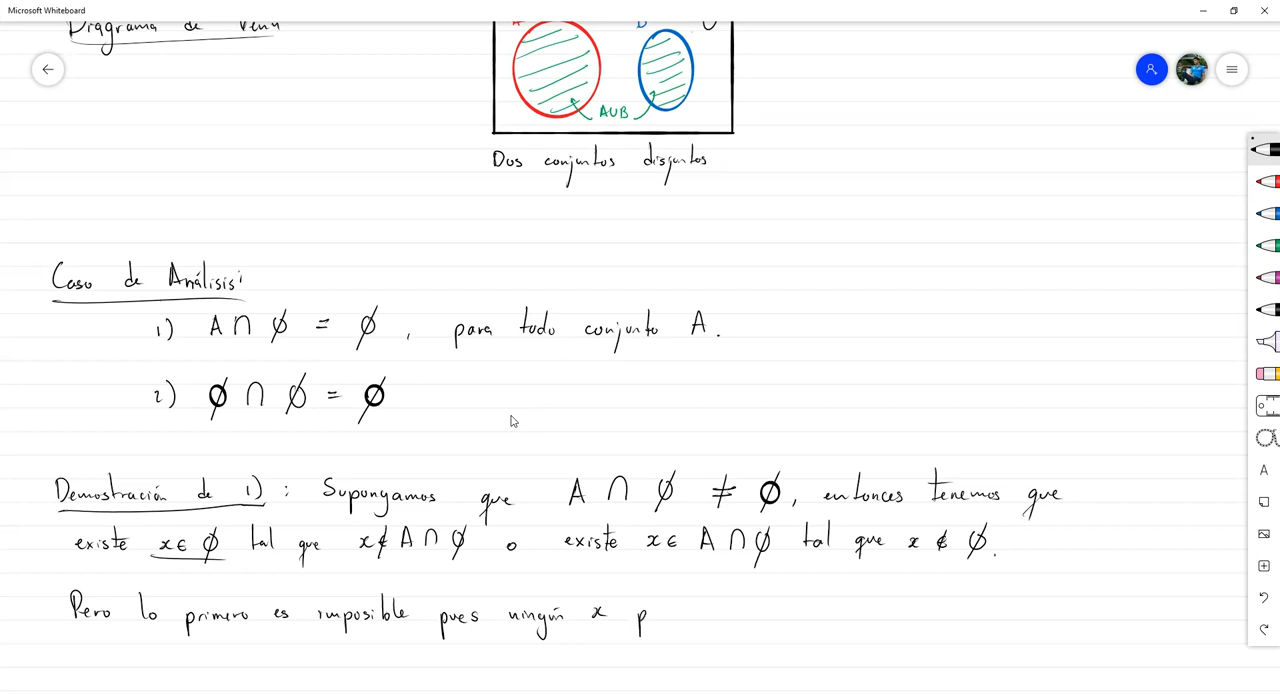 Microsoft Whiteboard
Diagrama de Venn
A B U
AUB
Dos conjuntos disjuntos
Caso de Análisis:
1) A ∩ ∅ = ∅, para todo conjunto A.
2) ∅ ∩ ∅ = ∅
Demostración de 1) : Supongamos que A ∩ ∅ ≠ ∅, entonces tenemos que
existe x ∈ ∅ tal que x ∉ A ∩ ∅ o existe x ∈ A ∩ ∅ tal que x ∉ ∅.
Pero lo primero es imposible pues ningún x p
A